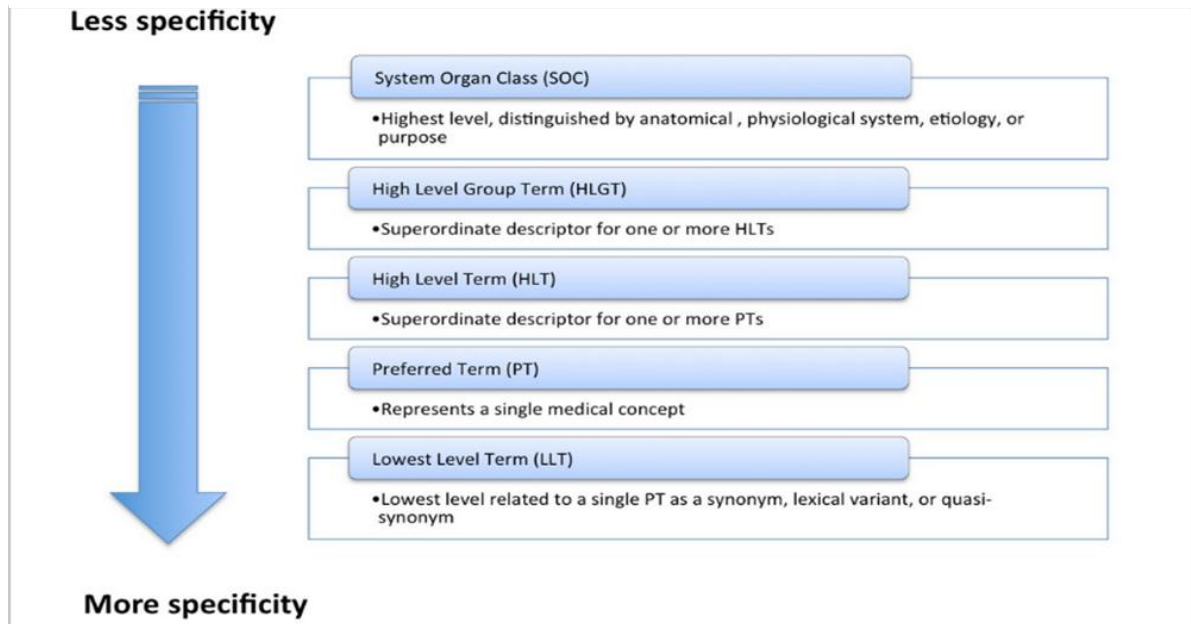 Less specificity
System Organ Class (SOC)
•Highest level, distinguished by anatomical , physiological system, etiology, or
purpose
High Level Group Term (HLGT)
•Superordinate descriptor for one or more HLTs
High Level Term (HLT)
•Superordinate descriptor for one or more PTs
Preferred Term (PT)
•Represents a single medical concept
Lowest Level Term (LLT)
•Lowest level related to a single PT as a synonym, lexical variant, or quasi-
synonym
More specificity